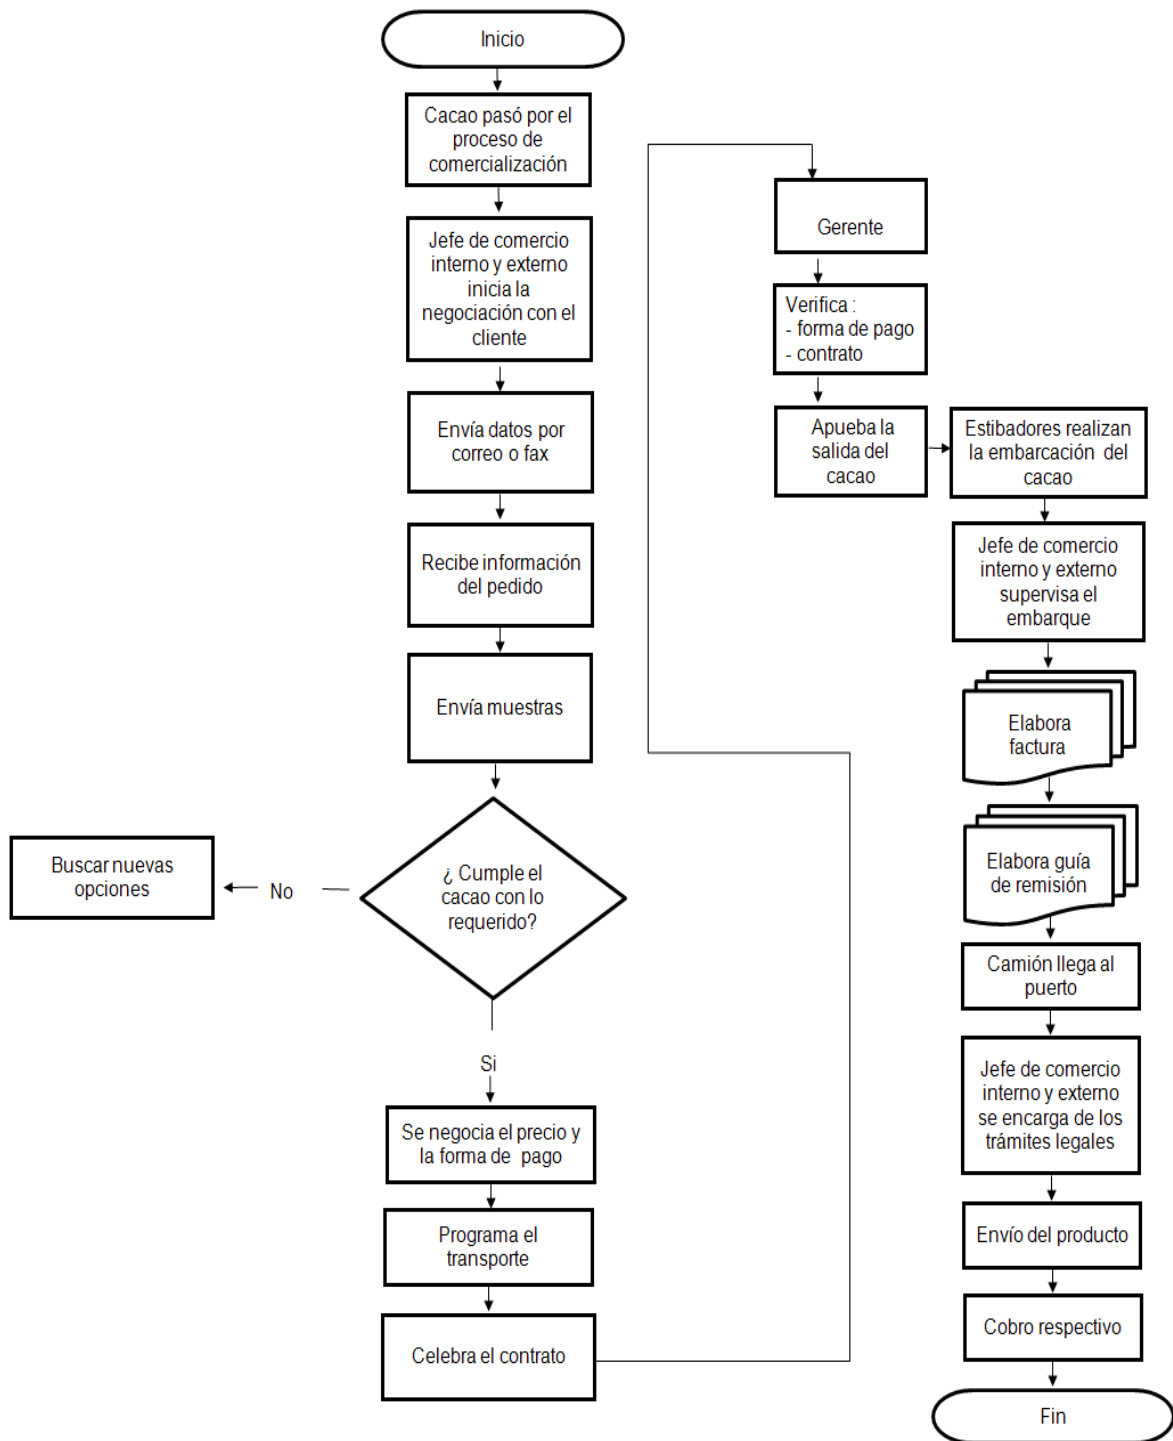 Inicio
Cacao pasó por el
proceso de
comercialización
Jefe de comercio
interno y externo
inicia la
negociación con el
cliente
Envía datos por
correo o fax
Recibe información
del pedido
Envía muestras
¿ Cumple el
cacao con lo
requerido?
No
Buscar nuevas
opciones
Si
Se negocia el precio y
la forma de pago
Programa el
transporte
Celebra el contrato
Gerente
Verifica :
- forma de pago
- contrato
Apueba la
salida del
cacao
Estibadores realizan
la embarcación del
cacao
Jefe de comercio
interno y externo
supervisa el
embarque
Elabora
factura
Elabora guía
de remisión
Camión llega al
puerto
Jefe de comercio
interno y externo
se encarga de los
trámites legales
Envío del producto
Cobro respectivo
Fin